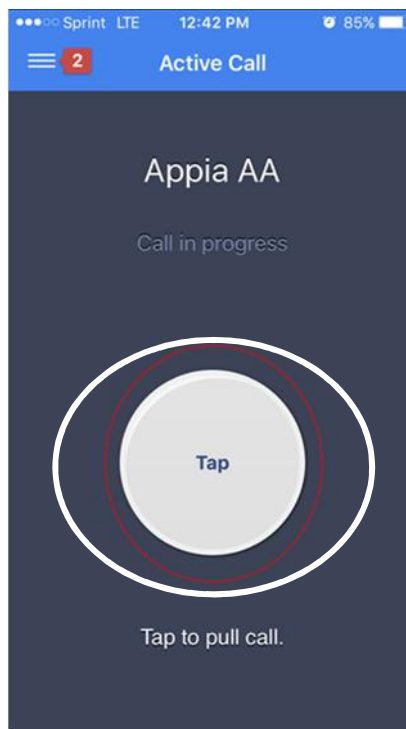 Sprint LTE 12:42 PM 85%
2 Active Call
Appia AA
Call in progress
Tap
Tap to pull call.